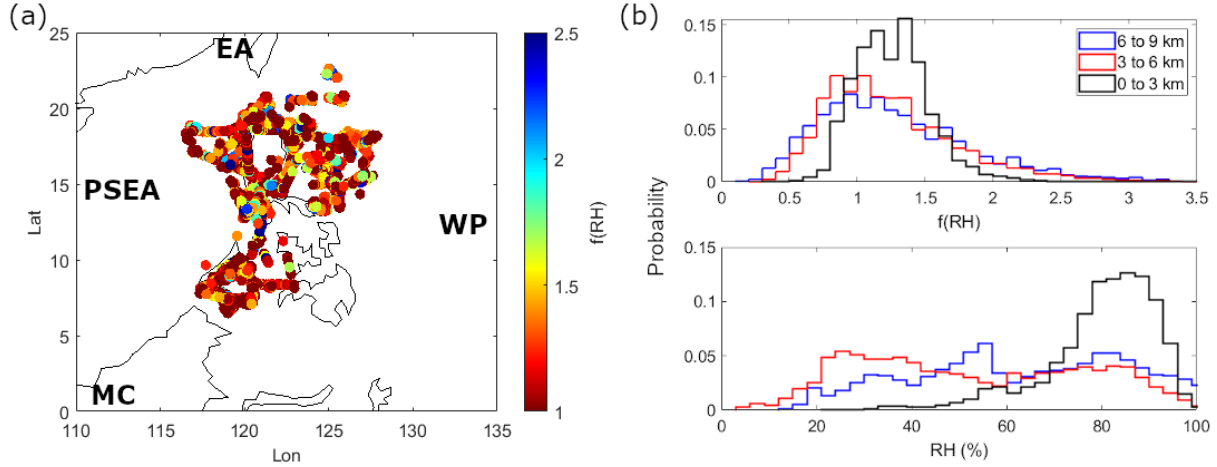 (a)
25
20
15
10
5
0
Lat
110
115
120
125
130
135
Lon
EA
PSEA
WP
MC
2.5
2
1.5
1
f(RH)
(b)
0.15
0.1
0.05
0
0
0.5
1
1.5
2
2.5
3
3.5
f(RH)
6 to 9 km
3 to 6 km
0 to 3 km
Probability
0.15
0.1
0.05
0
0
20
40
60
80
100
RH (%)